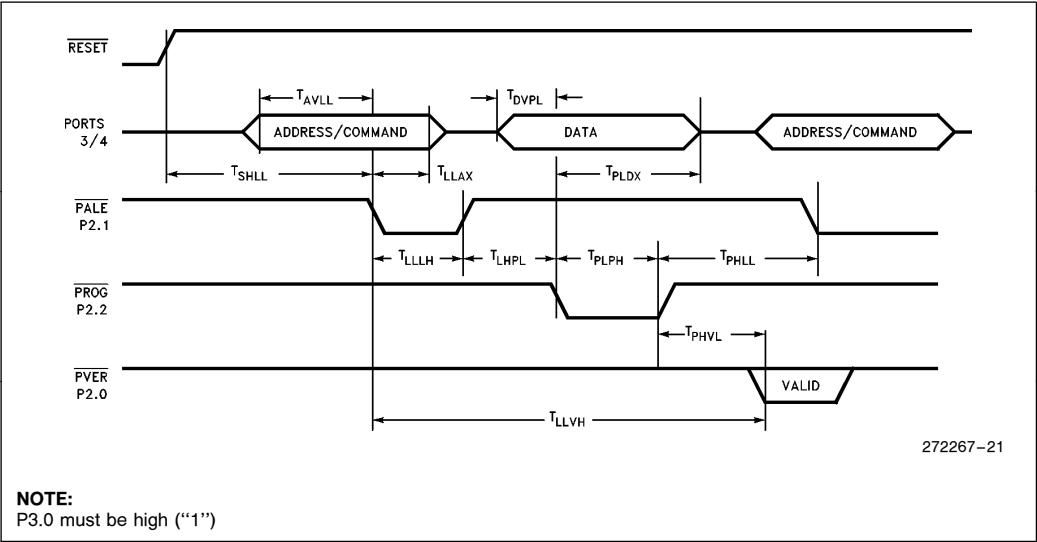 RESET
T_AVLL
T_DVPL
PORTS
3/4
ADDRESS/COMMAND
DATA
ADDRESS/COMMAND
T_SHLL
T_LLAX
T_PLDX
PALE
P2.1
T_LLLH
T_LHPL
T_PLPH
T_PHLL
PROG
P2.2
T_PHVL
PVER
P2.0
VALID
T_LLVH
272267-21
NOTE:
P3.0 must be high (‘‘1’’)